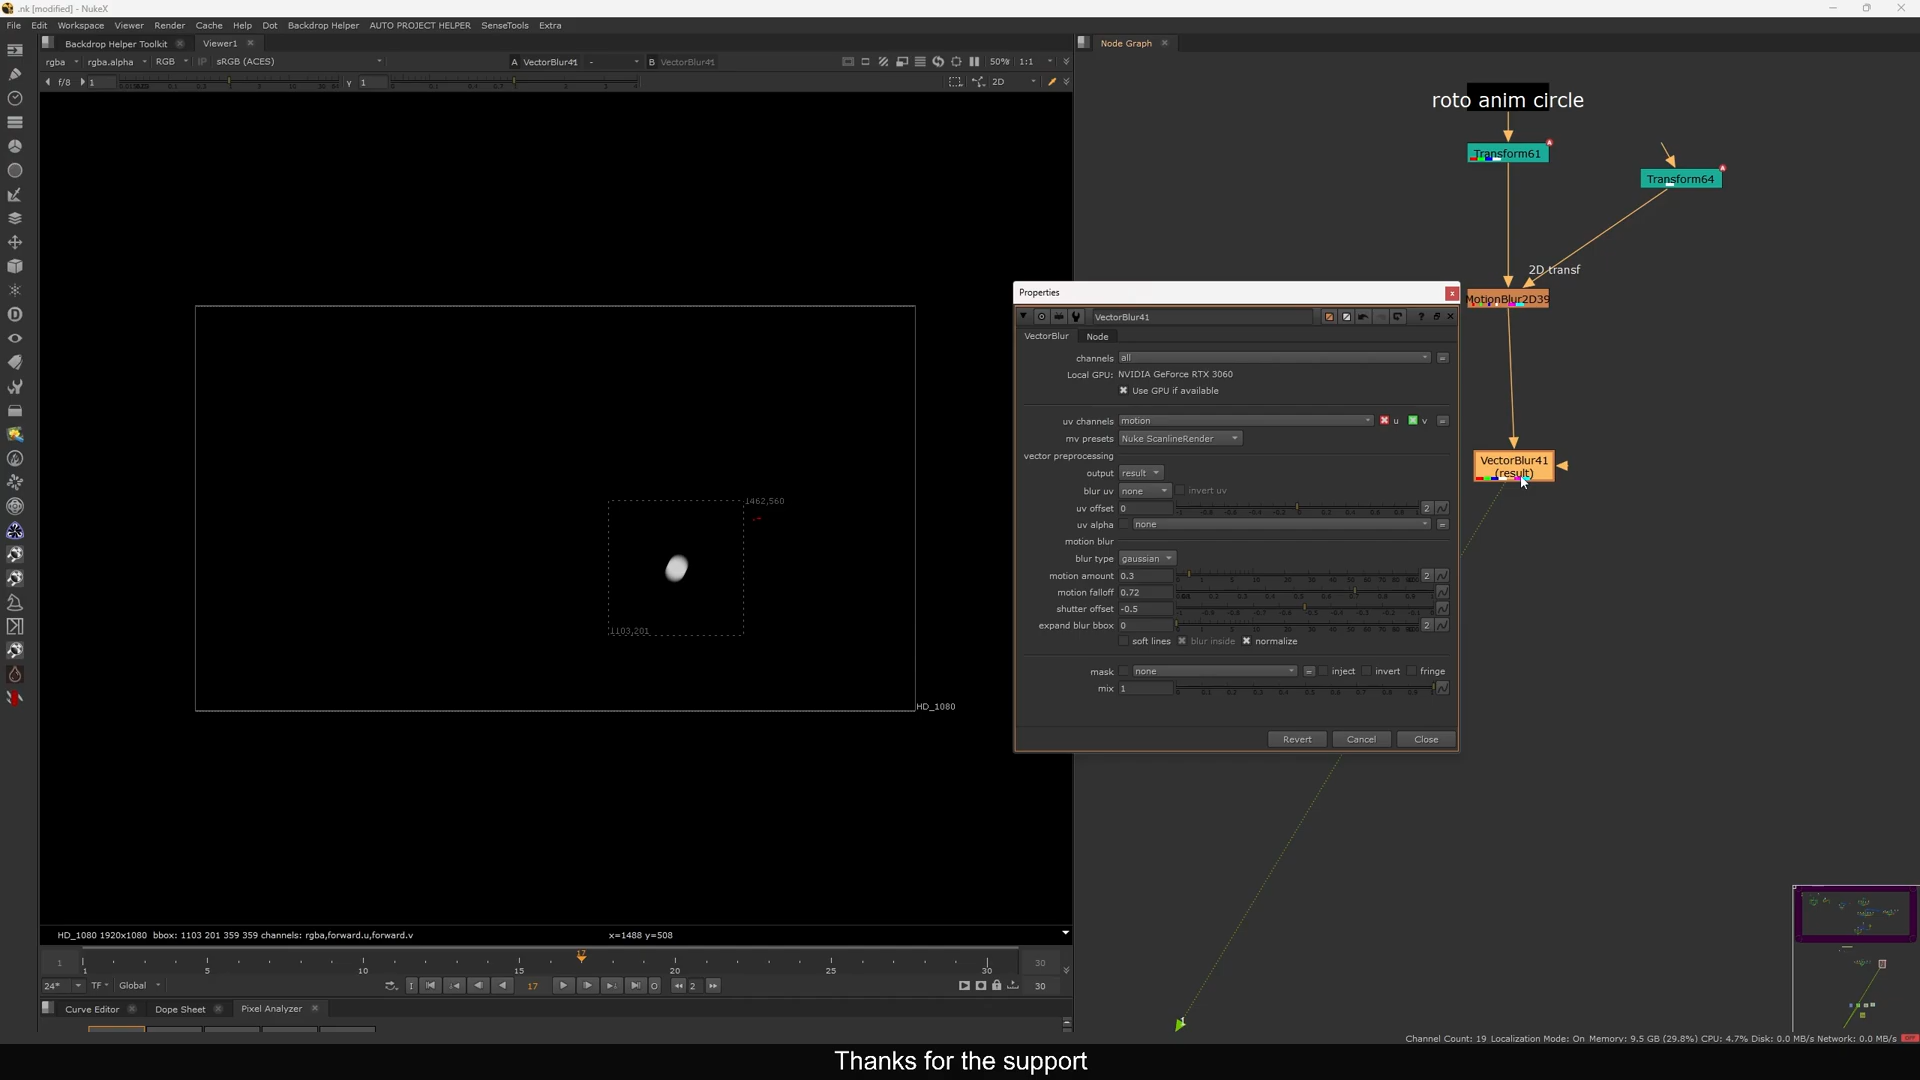 .nk [modified] - NukeX
File Edit Workspace Viewer Render Cache Help Dot Backdrop Helper AUTO PROJECT HELPER SenseTools Extra
Backdrop Helper Toolkit Viewer1
rgba rgba.alpha RGB IP sRGB (ACES) A VectorBlur41 - B VectorBlur41 50% 1:1
f/8 1 Y 1 2D
1462,560
1103,201
HD_1080
HD_1080 1920x1080 bbox: 1103 201 359 359 channels: rgba,forward.u,forward.v x=1488 y=508
1 17 30
1 5 10 15 20 25 30
24* TF Global I 17 O 2 30
Curve Editor Dope Sheet Pixel Analyzer
Node Graph
roto anim circle
Transform61
Transform64
2D transf
MotionBlur2D39
VectorBlur41
(result)
1
Properties
VectorBlur41
VectorBlur Node
channels all =
Local GPU: NVIDIA GeForce RTX 3060
Use GPU if available
uv channels motion u v =
mv presets Nuke ScanlineRender
vector preprocessing
output result
blur uv none invert uv
uv offset 0 2
uv alpha none =
motion blur
blur type gaussian
motion amount 0.3 2
motion falloff 0.72
shutter offset -0.5
expand blur bbox 0 2
soft lines blur inside normalize
mask none = inject invert fringe
mix 1
Revert Cancel Close
Channel Count: 19 Localization Mode: On Memory: 9.5 GB (29.8%) CPU: 4.7% Disk: 0.0 MB/s Network: 0.0 MB/s
Thanks for the support